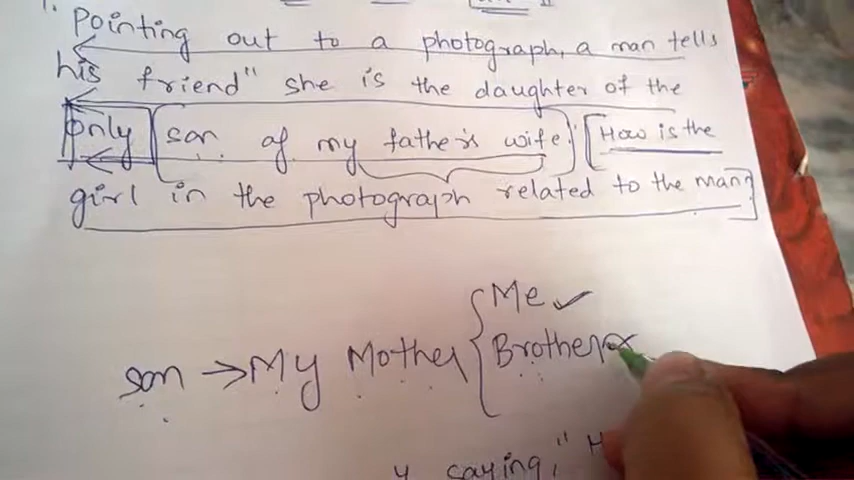 1. Pointing out to a photograph, a man tells
his friend" she is the daughter of the
only son of my father's wife. How is the
girl in the photograph related to the man?
Me ✓
son → My Mother { Brother x
y saying," H